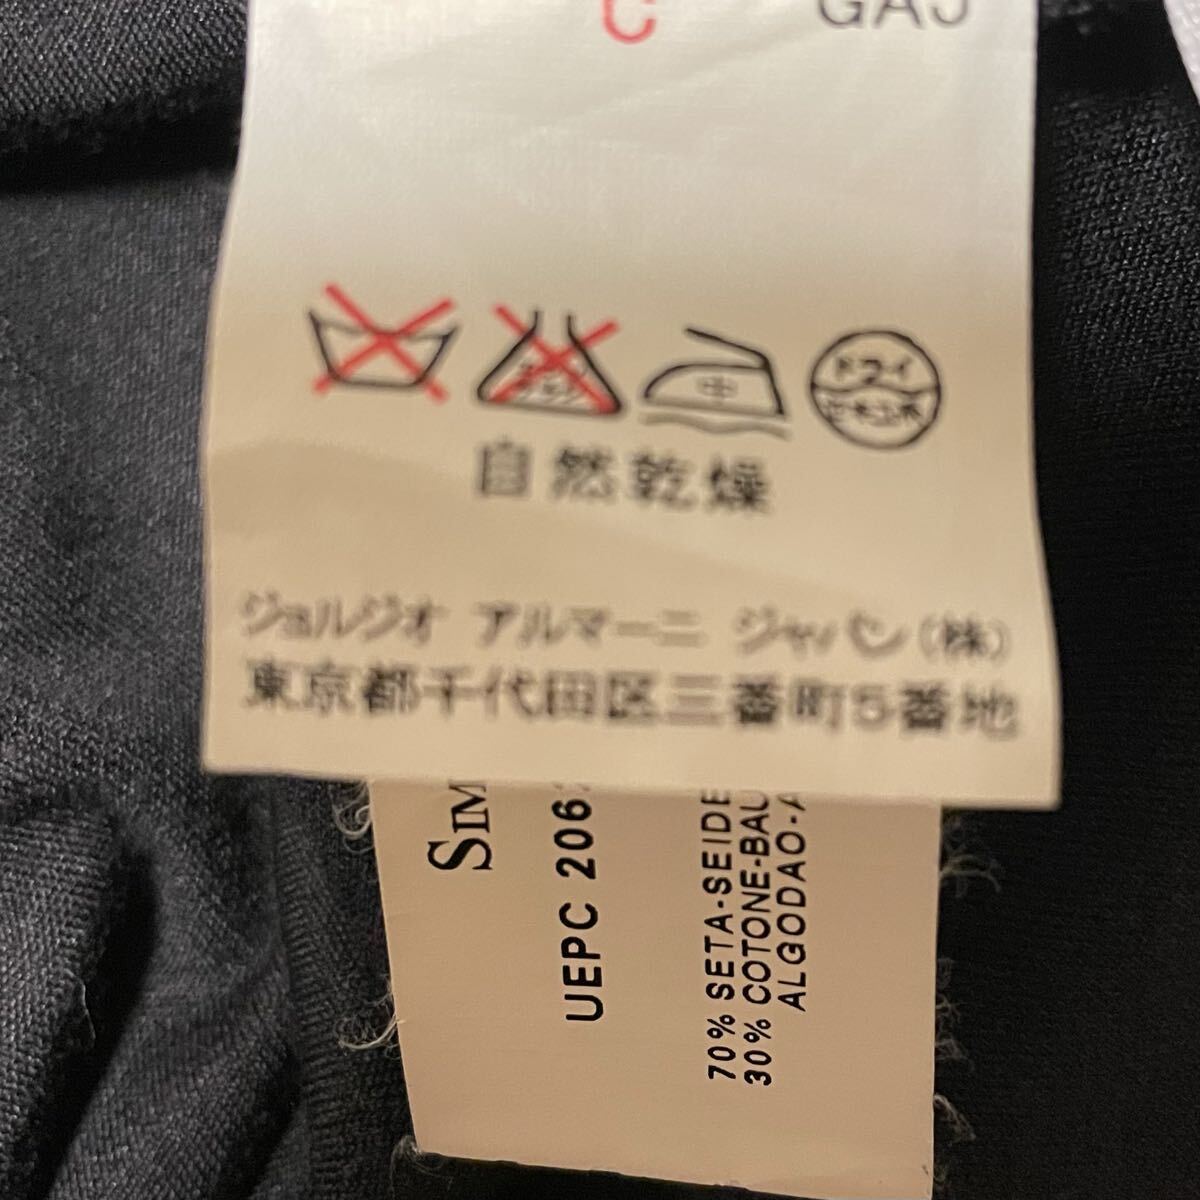 C GAJ
ドライ
セキユ系
自然乾燥
ジョルジオ アルマーニ ジャパン(株)
東京都千代田区三番町5番地
SIM
UEPC 206
70% SETA-SEIDE
30% COTONE-BAU
ALGODAO-A